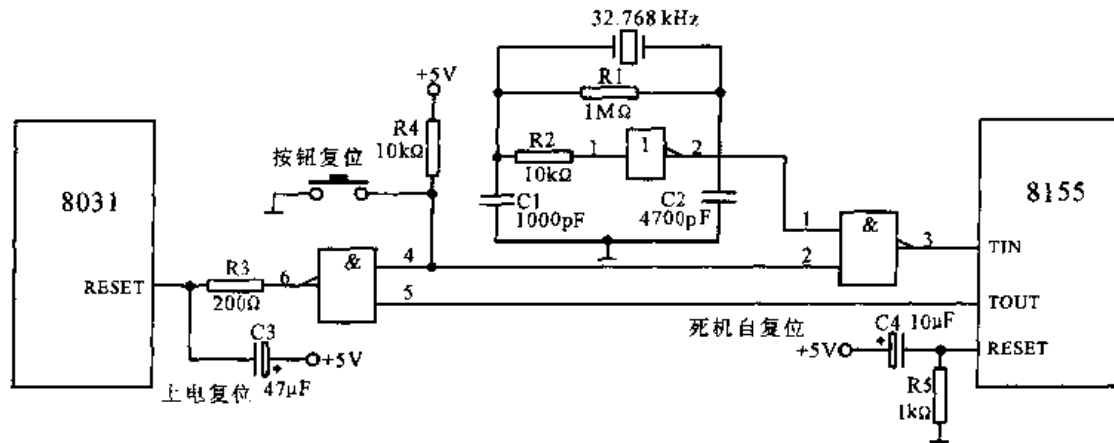 32.768 kHz
R1
1MΩ
+5V
R4
10kΩ
R2
10kΩ
1
1
2
按钮复位
8031
C1
1000pF
C2
4700pF
8155
1
&
3
TIN
2
&
4
R3
200Ω
6
RESET
5
TOUT
死机自复位
C4
10μF
+5V
RESET
C3
+5V
47μF
上电复位
R5
1kΩ